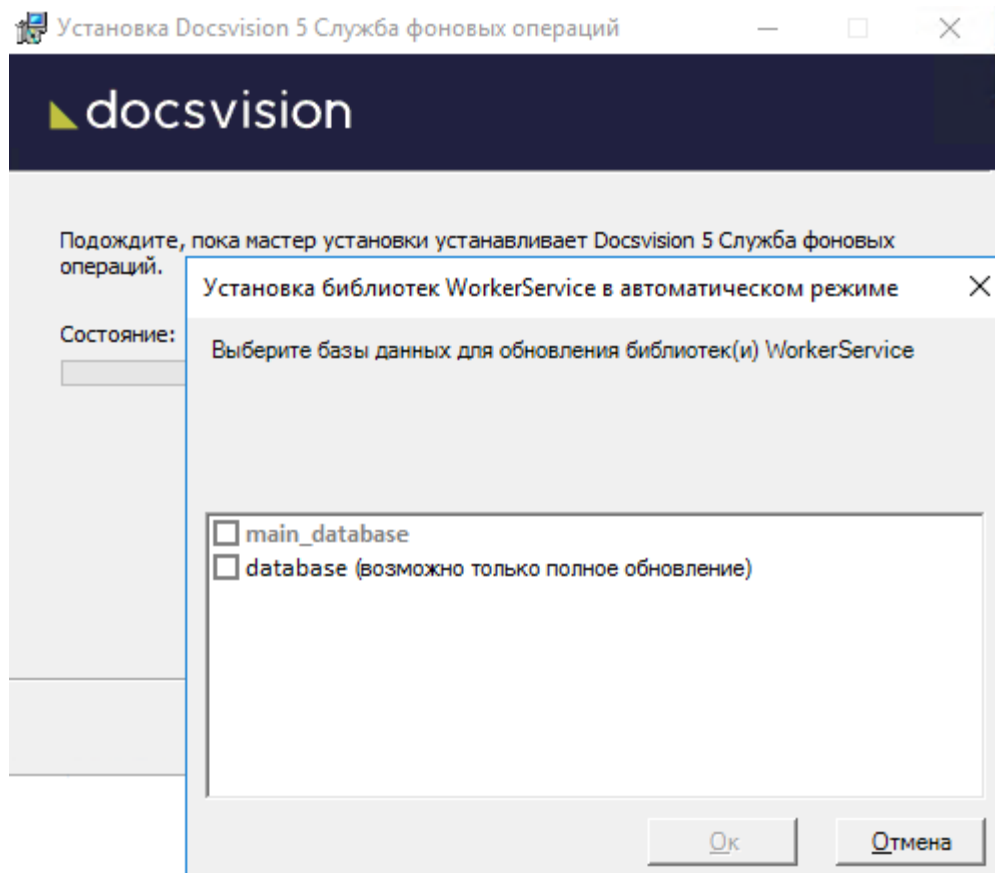 Установка Docsvision 5 Служба фоновых операций
docsvision
Подождите, пока мастер установки устанавливает Docsvision 5 Служба фоновых
операций.
Установка библиотек WorkerService в автоматическом режиме
Состояние:
Выберите базы данных для обновления библиотек(и) WorkerService
main_database
database (возможно только полное обновление)
Ок
Отмена